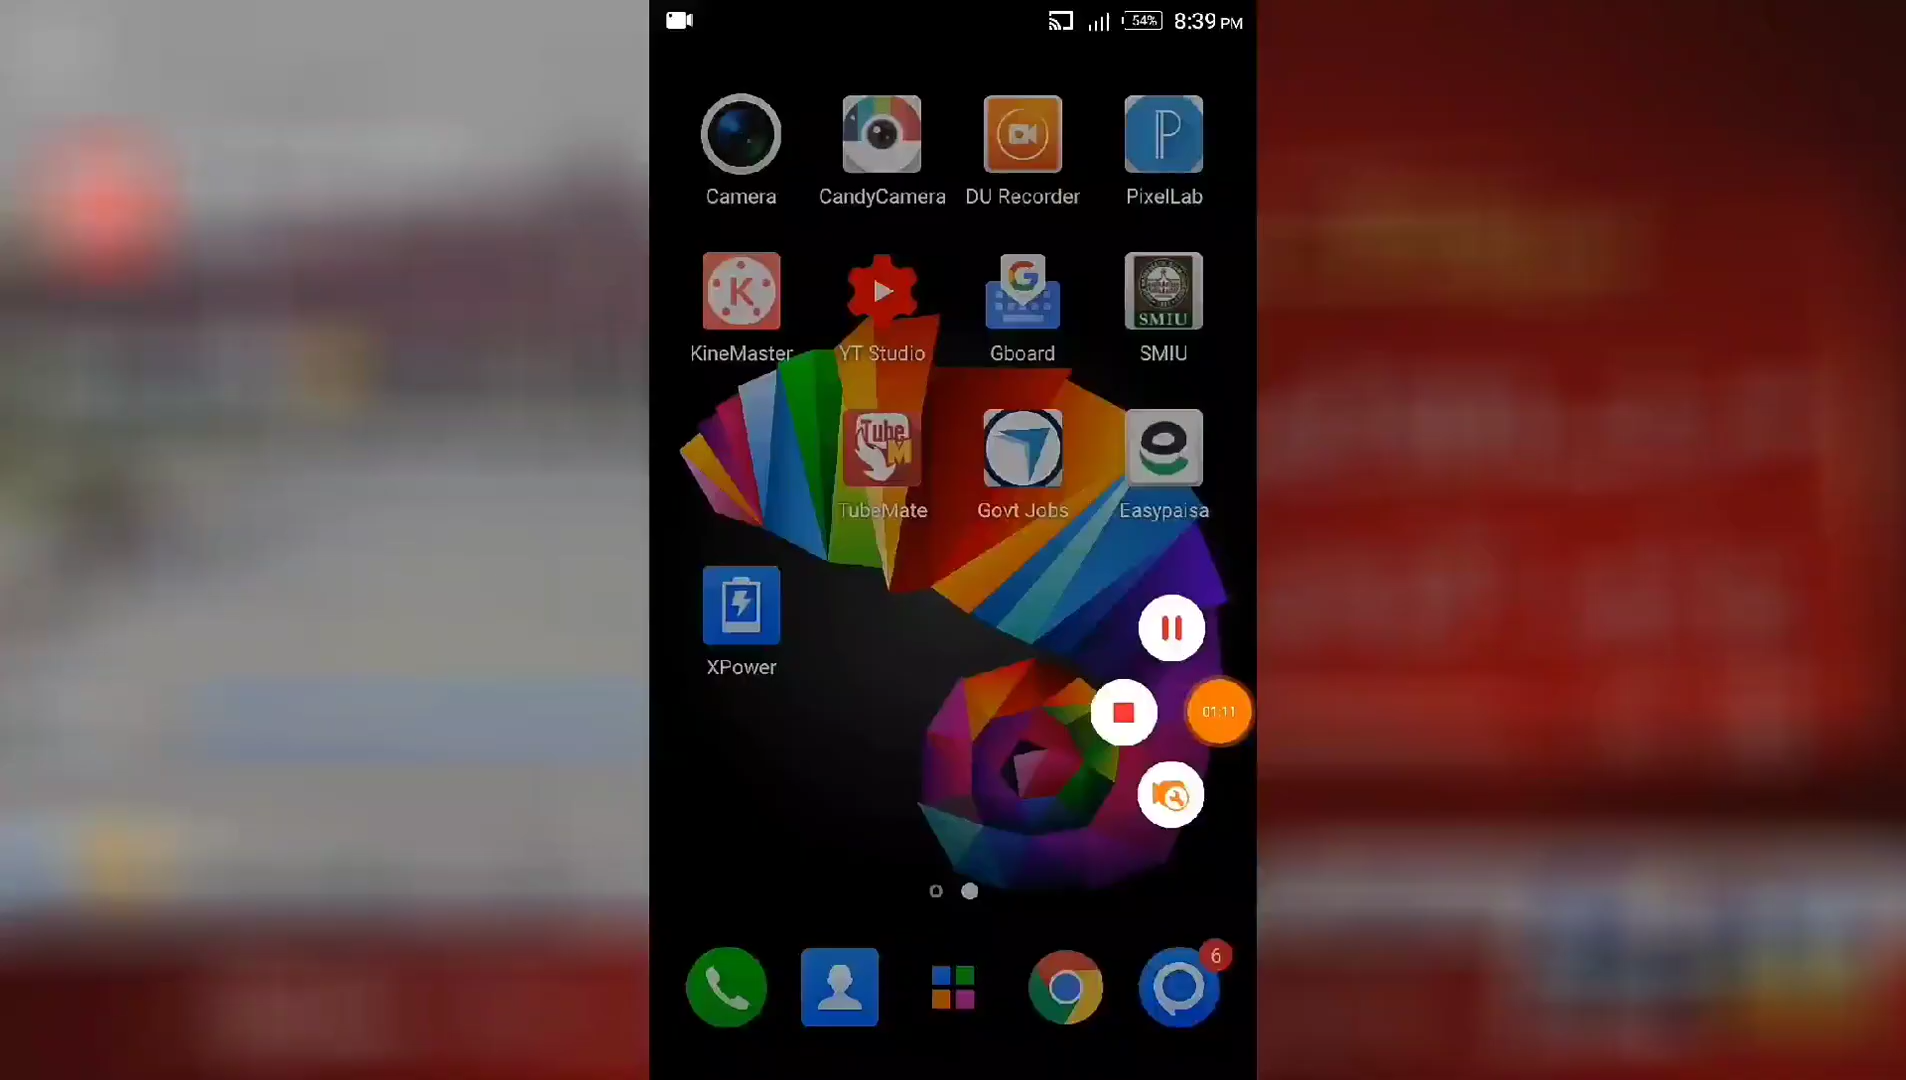 54% 8:39 PM
Camera CandyCamera DU Recorder PixelLab
K G SMIU
KineMaster YT Studio Gboard SMIU
Tube M
TubeMate Govt Jobs Easypaisa
XPower
01:11
6